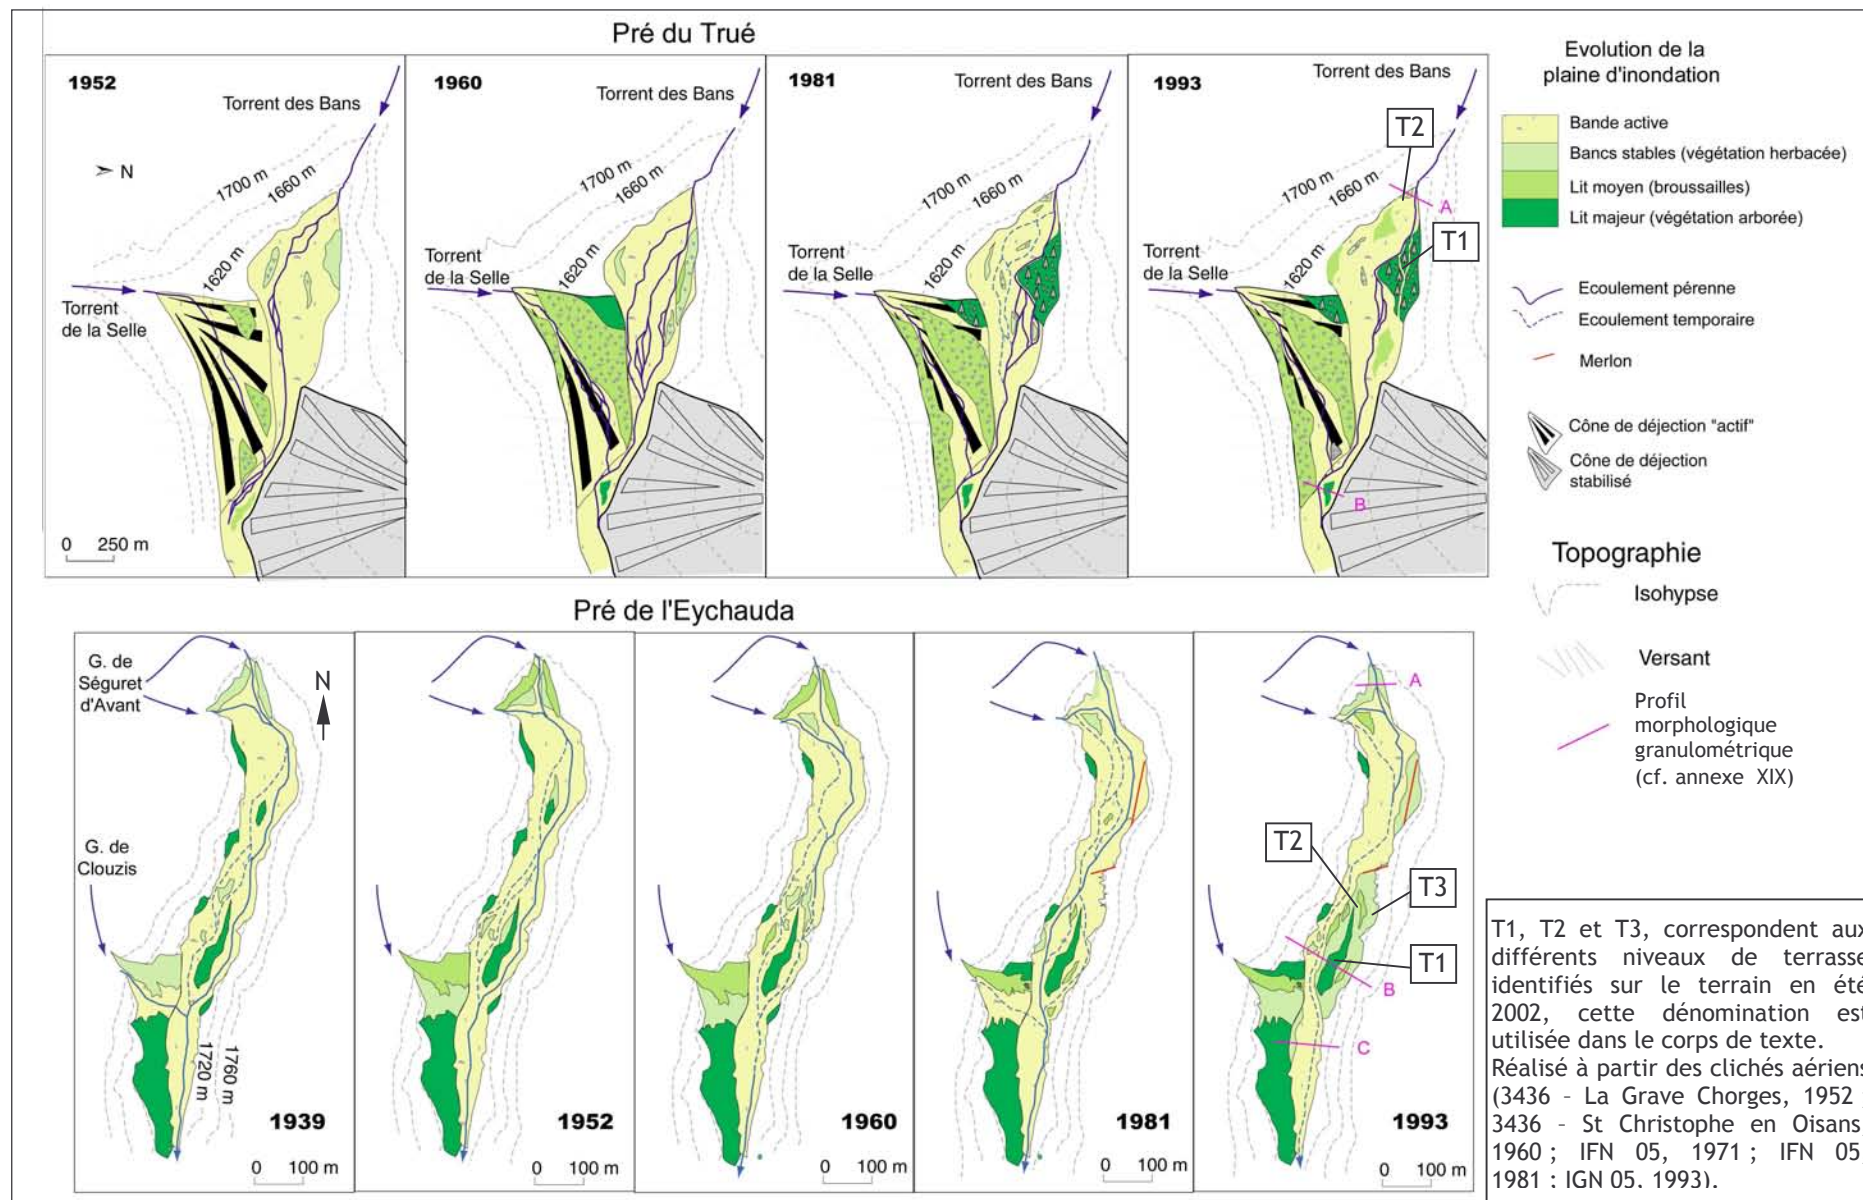 Pré du Trué
1952
Torrent des Bans
N
1700 m
1660 m
1620 m
Torrent
de la Selle
0 250 m
1960
Torrent des Bans
1700 m
1660 m
Torrent
de la Selle
1620 m
1981
Torrent des Bans
1700 m
1660 m
Torrent
de la Selle
1620 m
1993
Torrent des Bans
T2
1700 m
1660 m
A
T1
Torrent
de la Selle
1620 m
B
Evolution de la
plaine d'inondation
Bande active
Bancs stables (végétation herbacée)
Lit moyen (broussailles)
Lit majeur (végétation arborée)
Ecoulement pérenne
Ecoulement temporaire
Merlon
Cône de déjection "actif"
Cône de déjection
stabilisé
Topographie
Isohypse
Versant
Profil
morphologique
granulométrique
(cf. annexe XIX)
Pré de l'Eychauda
G. de
Séguret
d'Avant
N
G. de
Clouzis
1720 m
1760 m
1939
0 100 m
1952
0 100 m
1960
0 100 m
1981
0 100 m
A
T2
T3
T1
B
C
1993
0 100 m
T1, T2 et T3, correspondent aux
différents niveaux de terrasse
identifiés sur le terrain en été
2002, cette dénomination est
utilisée dans le corps de texte.
Réalisé à partir des clichés aériens
(3436 – La Grave Chorges, 1952
3436 – St Christophe en Oisans
1960 ; IFN 05, 1971 ; IFN 05
1981 ; IGN 05, 1993).